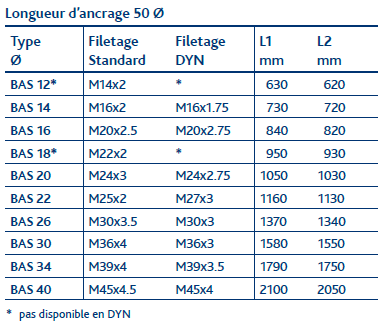 Longueur d'ancrage 50 Ø
Type Filetage Filetage L1 L2
Ø Standard DYN mm mm
BAS 12* M14x2 * 630 620
BAS 14 M16x2 M16x1.75 730 720
BAS 16 M20x2.5 M20x2.75 840 820
BAS 18* M22x2 * 950 930
BAS 20 M24x3 M24x2.75 1050 1030
BAS 22 M25x2 M27x3 1160 1130
BAS 26 M30x3.5 M30x3 1370 1340
BAS 30 M36x4 M36x3 1580 1550
BAS 34 M39x4 M39x3.5 1790 1750
BAS 40 M45x4.5 M45x4 2100 2050
* pas disponible en DYN